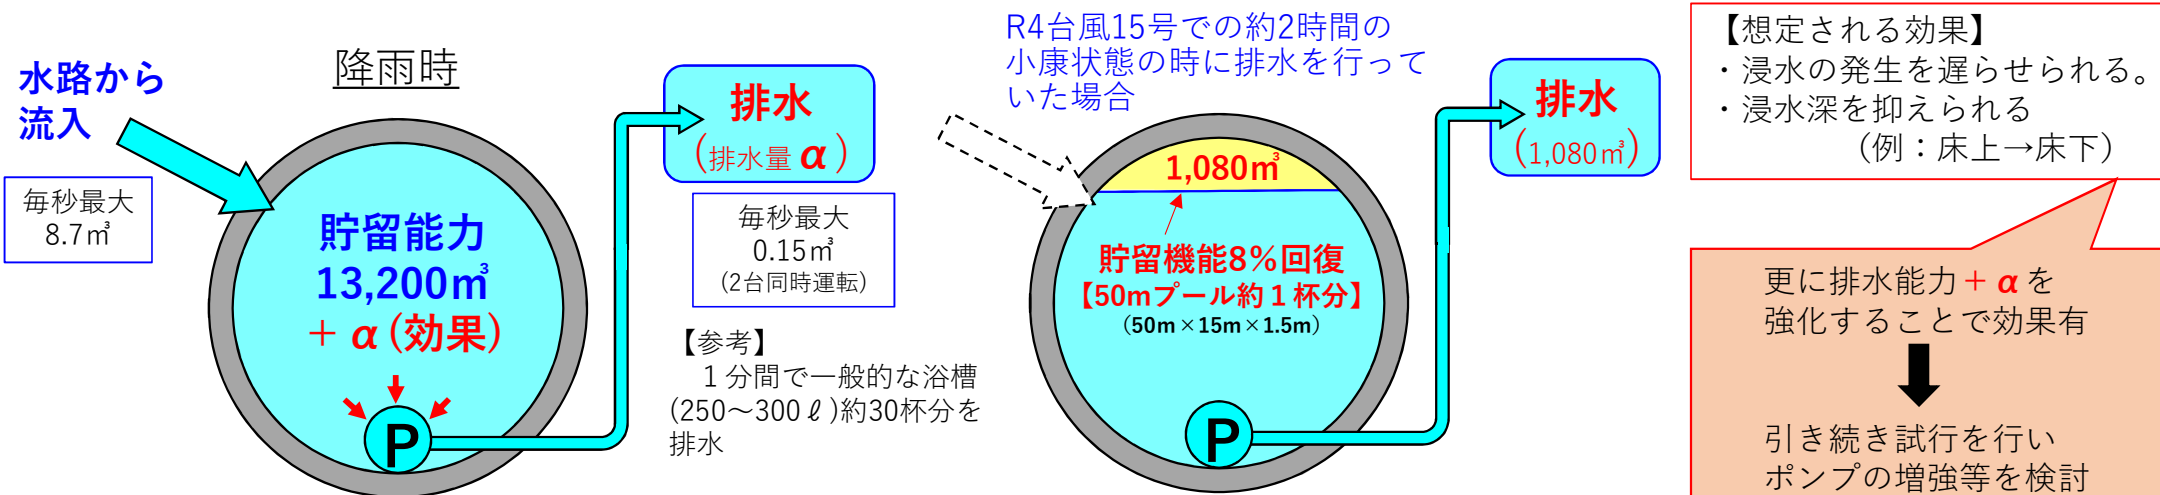 降雨時
水路から
流入
毎秒最大
8.7㎥
貯留能力
13,200㎥
+ α (効果)
P
排水
(排水量 α )
毎秒最大
0.15㎥
(2台同時運転)
【参考】
1分間で一般的な浴槽
(250～300ℓ)約30杯分を
排水
R4台風15号での約2時間の
小康状態の時に排水を行って
いた場合
1,080㎥
貯留機能8%回復
【50mプール約１杯分】
(50m×15m×1.5m)
P
排水
(1,080㎥)
【想定される効果】
・浸水の発生を遅らせられる。
・浸水深を抑えられる
(例：床上→床下)
更に排水能力+ αを
強化することで効果有
引き続き試行を行い
ポンプの増強等を検討